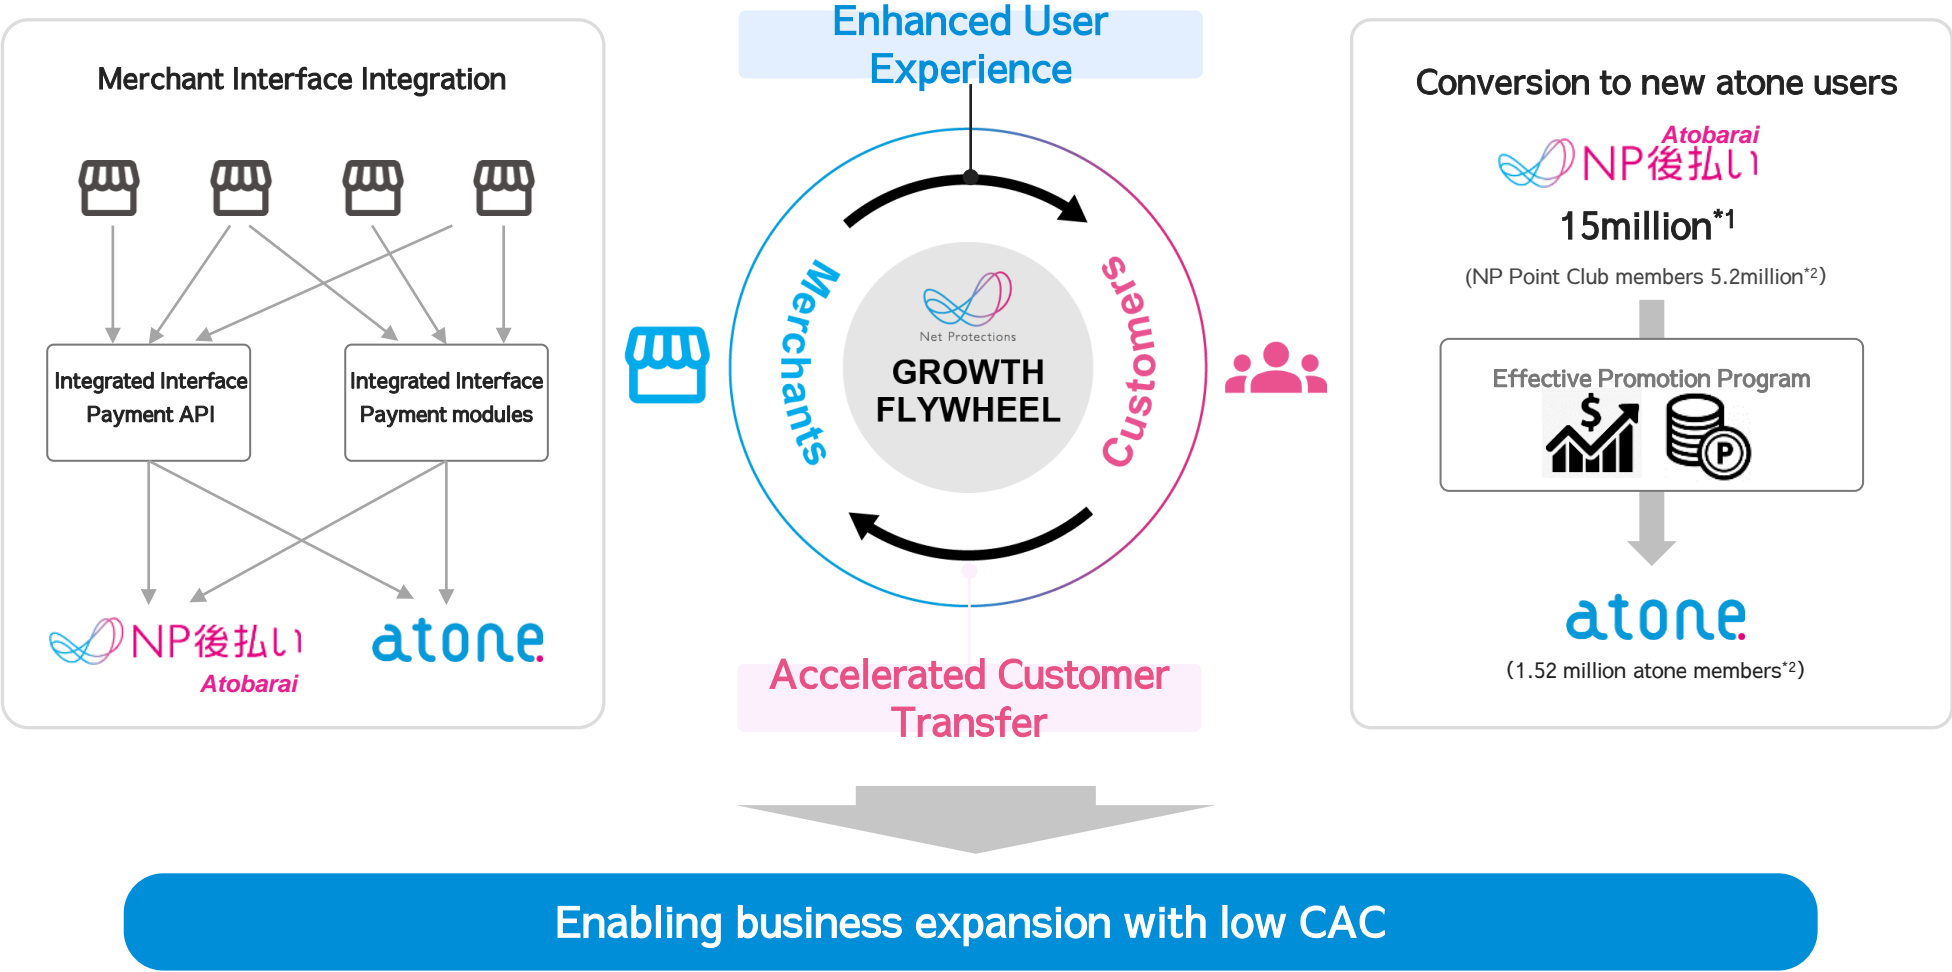 Merchant Interface Integration
Integrated Interface
Payment API
Integrated Interface
Payment modules
NP後払い
Atobarai
atone.
Enhanced User
Experience
Merchants
Customers
Net Protections
GROWTH
FLYWHEEL
Accelerated Customer
Transfer
Conversion to new atone users
Atobarai
NP後払い
15million*1
(NP Point Club members 5.2million*2)
Effective Promotion Program
$
P
atone.
(1.52 million atone members*2)
Enabling business expansion with low CAC